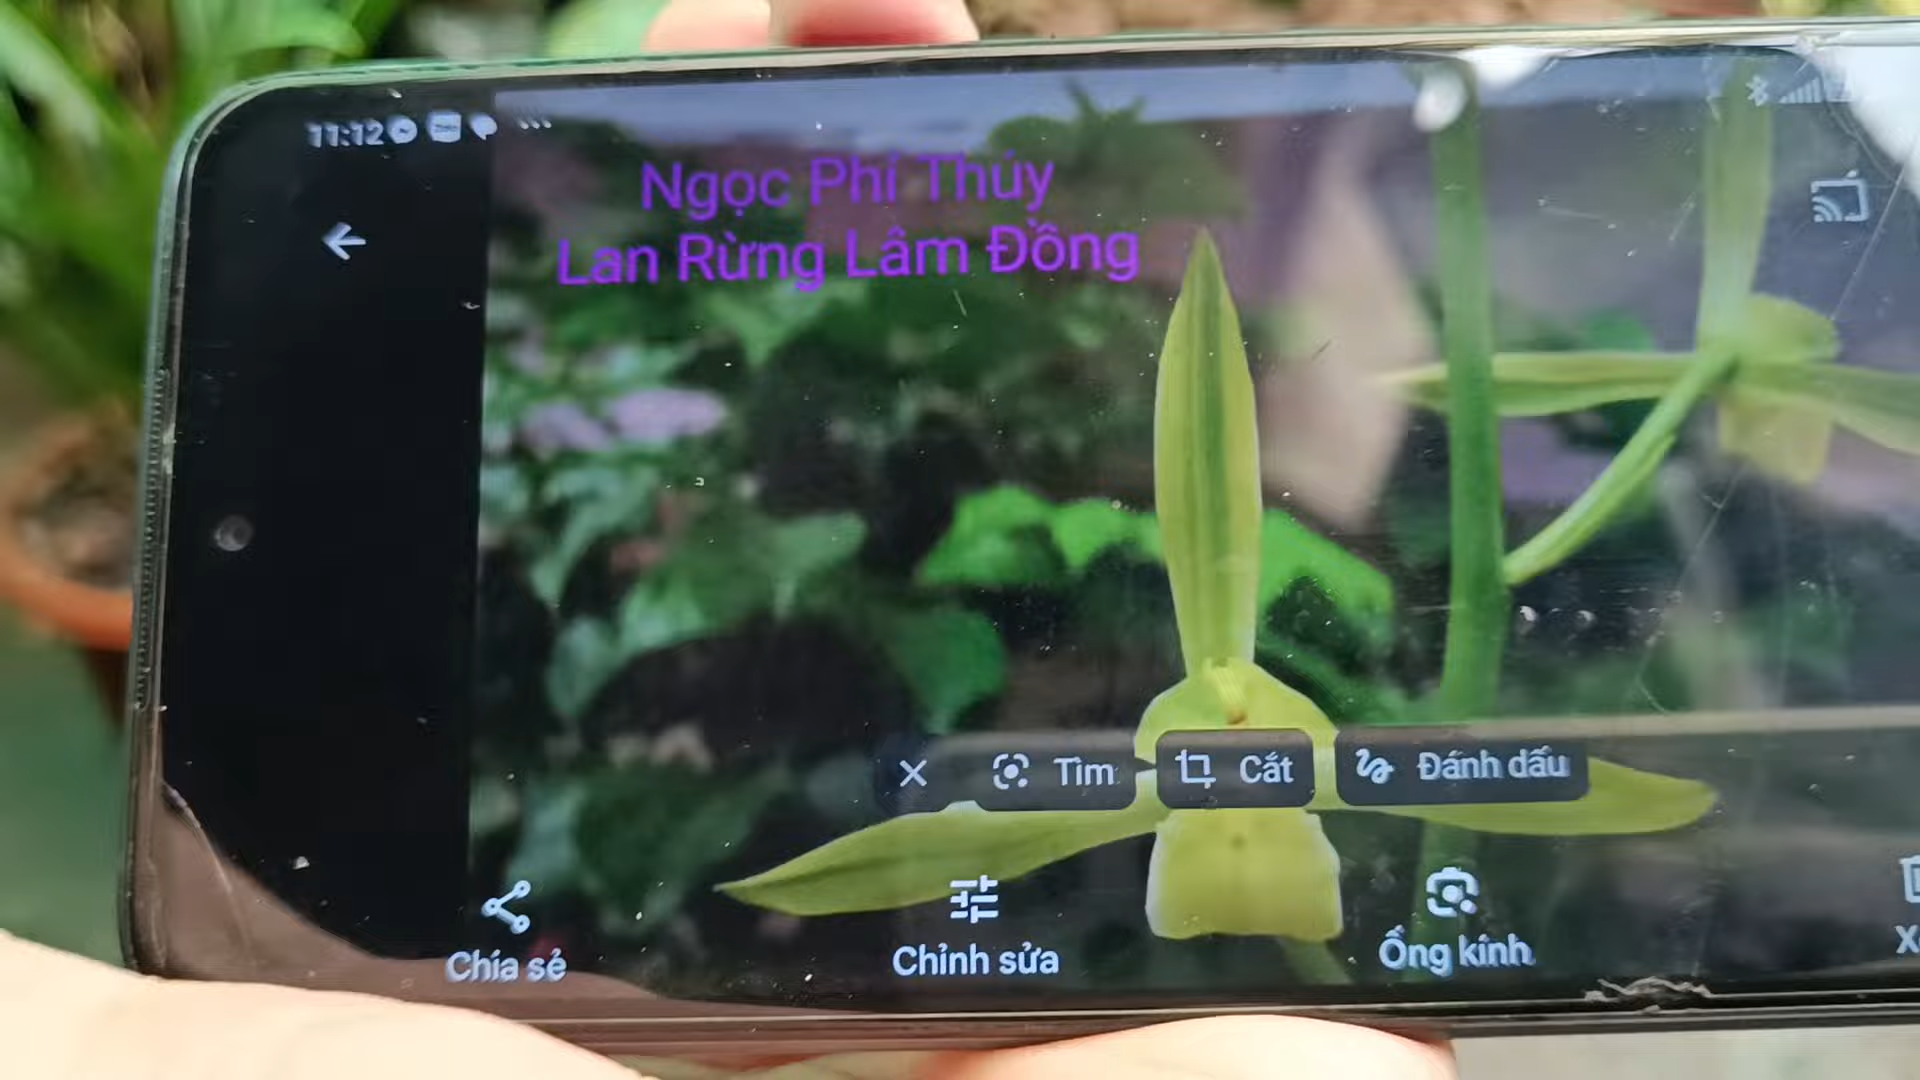 11:12
Ngọc Phỉ Thúy
Lan Rừng Lâm Đồng
Tìm
Cắt
Đánh dấu
Chia sẻ
Chỉnh sửa
Ống kính